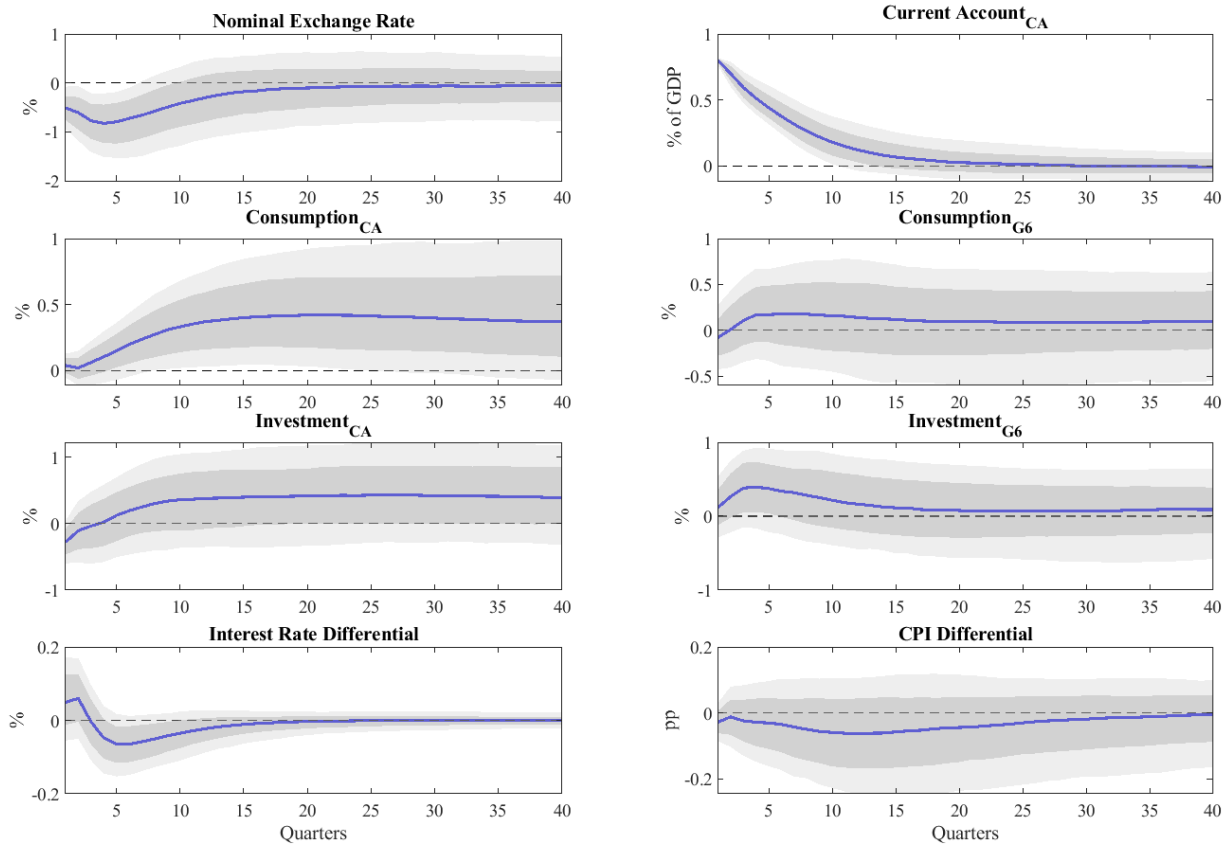 Nominal Exchange Rate
1
0
-1
-2
%
5 10 15 20 25 30 35 40
Current Account_CA
1
0.5
0
% of GDP
5 10 15 20 25 30 35 40
Consumption_CA
1
0.5
0
%
5 10 15 20 25 30 35 40
Consumption_G6
1
0.5
0
-0.5
%
5 10 15 20 25 30 35 40
Investment_CA
1
0
-1
%
5 10 15 20 25 30 35 40
Investment_G6
1
0
-1
%
5 10 15 20 25 30 35 40
Interest Rate Differential
0.2
0
0.2
%
5 10 15 20 25 30 35 40
Quarters
CPI Differential
0.2
0
-0.2
pp
5 10 15 20 25 30 35 40
Quarters